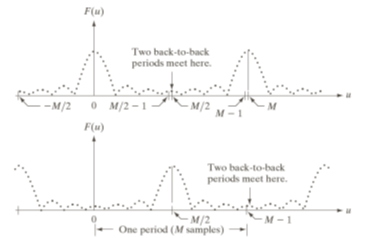 F(u)
Two back-to-back
periods meet here.
−M/2
0
M/2 − 1
M/2
M − 1
M
u
F(u)
Two back-to-back
periods meet here.
0
M/2
M − 1
u
One period (M samples)